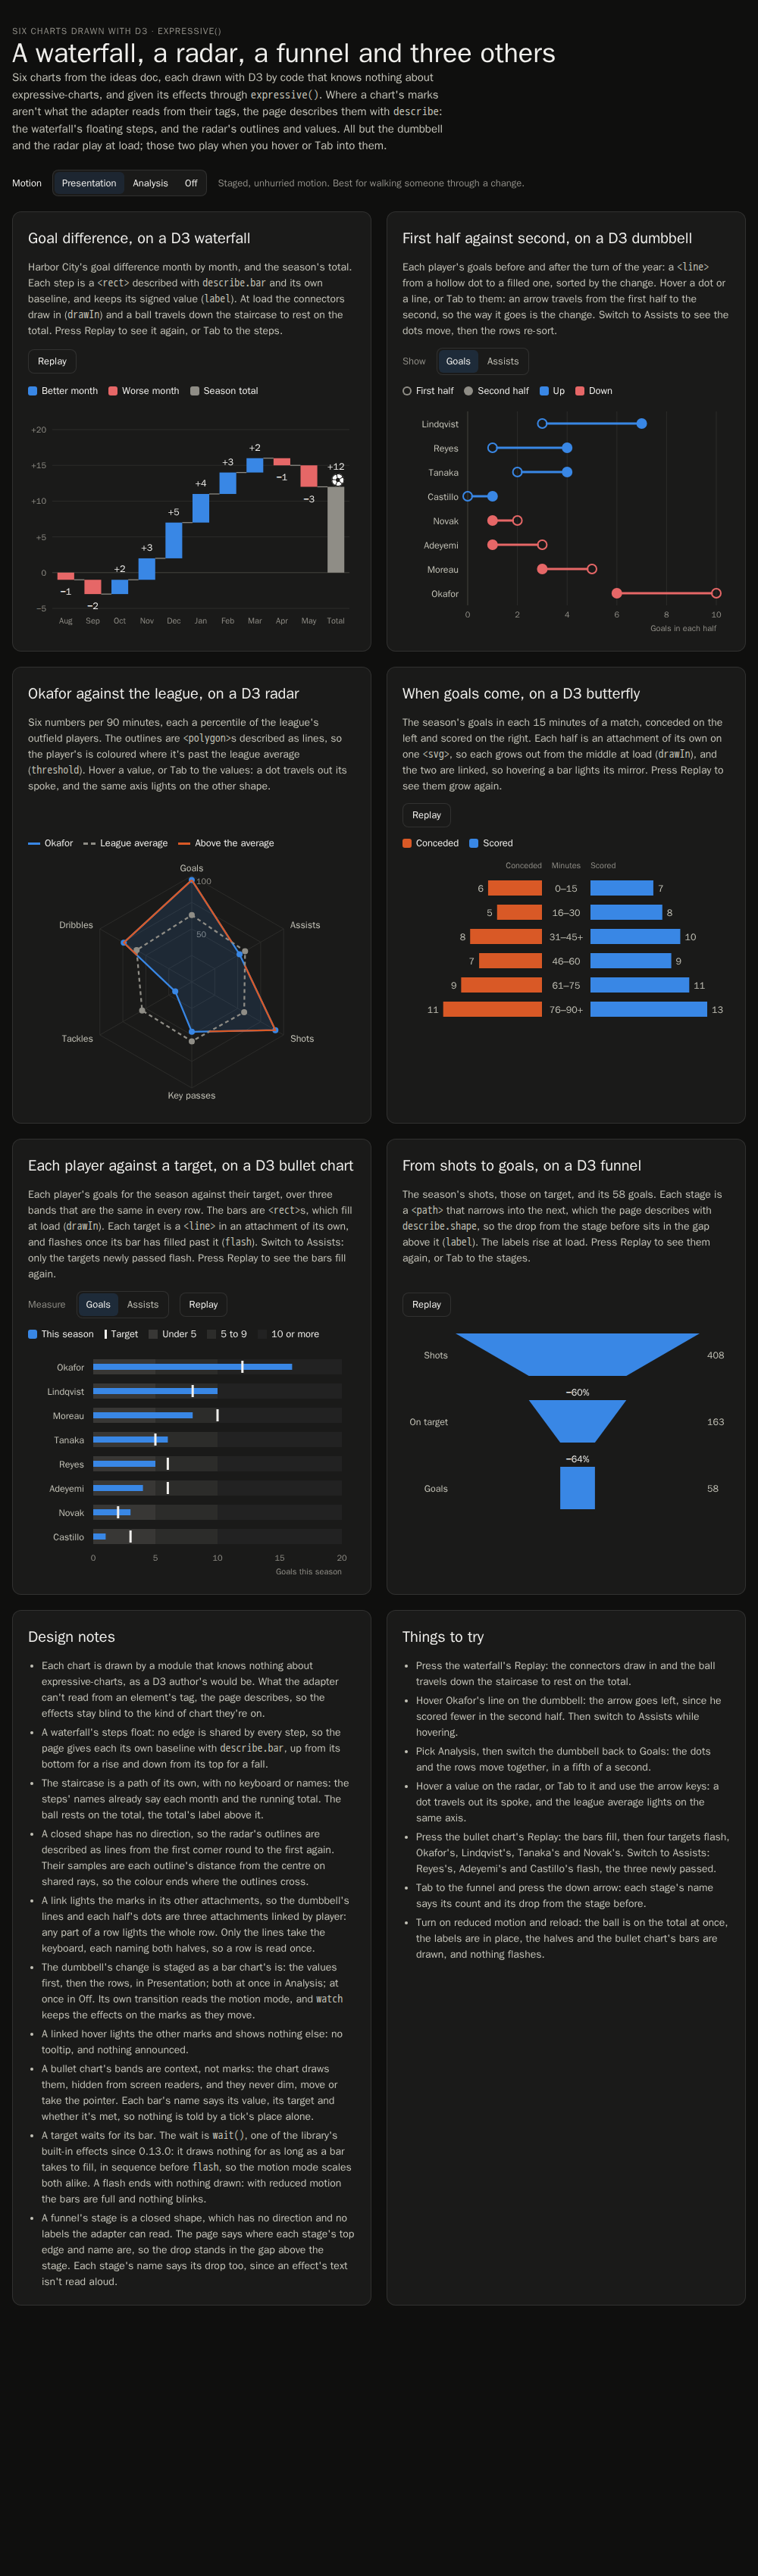 SIX CHARTS DRAWN WITH D3 · EXPRESSIVE()
A waterfall, a radar, a funnel and three others
Six charts from the ideas doc, each drawn with D3 by code that knows nothing about
expressive-charts, and given its effects through expressive(). Where a chart's marks
aren't what the adapter reads from their tags, the page describes them with describe:
the waterfall's floating steps, and the radar's outlines and values. All but the dumbbell
and the radar play at load; those two play when you hover or Tab into them.
Motion Presentation Analysis Off Staged, unhurried motion. Best for walking someone through a change.
Goal difference, on a D3 waterfall
Harbor City's goal difference month by month, and the season's total.
Each step is a <rect> described with describe.bar and its own
baseline, and keeps its signed value (label). At load the connectors
draw in (drawIn) and a ball travels down the staircase to rest on the
total. Press Replay to see it again, or Tab to the steps.
Replay
Better month Worse month Season total
+20
+15
+10
+5
0
−5
−1
−2
+2
+3
+5
+4
+3
+2
−1
−3
+12
Aug Sep Oct Nov Dec Jan Feb Mar Apr May Total
First half against second, on a D3 dumbbell
Each player's goals before and after the turn of the year: a <line>
from a hollow dot to a filled one, sorted by the change. Hover a dot or
a line, or Tab to them: an arrow travels from the first half to the
second, so the way it goes is the change. Switch to Assists to see the
dots move, then the rows re-sort.
Show Goals Assists
First half Second half Up Down
Lindqvist
Reyes
Tanaka
Castillo
Novak
Adeyemi
Moreau
Okafor
0 2 4 6 8 10
Goals in each half
Okafor against the league, on a D3 radar
Six numbers per 90 minutes, each a percentile of the league's
outfield players. The outlines are <polygon>s described as lines, so
the player's is coloured where it's past the league average
(threshold). Hover a value, or Tab to the values: a dot travels out its
spoke, and the same axis lights on the other shape.
Okafor League average Above the average
Goals
100
Dribbles
Assists
50
Tackles
Shots
Key passes
When goals come, on a D3 butterfly
The season's goals in each 15 minutes of a match, conceded on the
left and scored on the right. Each half is an attachment of its own on
one <svg>, so each grows out from the middle at load (drawIn), and
the two are linked, so hovering a bar lights its mirror. Press Replay to
see them grow again.
Replay
Conceded Scored
Conceded Minutes Scored
6 0–15 7
5 16–30 8
8 31–45+ 10
7 46–60 9
9 61–75 11
11 76–90+ 13
Each player against a target, on a D3 bullet chart
Each player's goals for the season against their target, over three
bands that are the same in every row. The bars are <rect>s, which fill
at load (drawIn). Each target is a <line> in an attachment of its own,
and flashes once its bar has filled past it (flash). Switch to Assists:
only the targets newly passed flash. Press Replay to see the bars fill
again.
Measure Goals Assists Replay
This season Target Under 5 5 to 9 10 or more
Okafor
Lindqvist
Moreau
Tanaka
Reyes
Adeyemi
Novak
Castillo
0 5 10 15 20
Goals this season
From shots to goals, on a D3 funnel
The season's shots, those on target, and its 58 goals. Each stage is
a <path> that narrows into the next, which the page describes with
describe.shape, so the drop from the stage before sits in the gap
above it (label). The labels rise at load. Press Replay to see them
again, or Tab to the stages.
Replay
Shots 408
−60%
On target 163
−64%
Goals 58
Design notes
• Each chart is drawn by a module that knows nothing about
expressive-charts, as a D3 author's would be. What the adapter
can't read from an element's tag, the page describes, so the
effects stay blind to the kind of chart they're on.
• A waterfall's steps float: no edge is shared by every step, so the
page gives each its own baseline with describe.bar, up from its
bottom for a rise and down from its top for a fall.
• The staircase is a path of its own, with no keyboard or names: the
steps' names already say each month and the running total. The
ball rests on the total, the total's label above it.
• A closed shape has no direction, so the radar's outlines are
described as lines from the first corner round to the first again.
Their samples are each outline's distance from the centre on
shared rays, so the colour ends where the outlines cross.
• A link lights the marks in its other attachments, so the dumbbell's
lines and each half's dots are three attachments linked by player:
any part of a row lights the whole row. Only the lines take the
keyboard, each naming both halves, so a row is read once.
• The dumbbell's change is staged as a bar chart's is: the values
first, then the rows, in Presentation; both at once in Analysis; at
once in Off. Its own transition reads the motion mode, and watch
keeps the effects on the marks as they move.
• A linked hover lights the other marks and shows nothing else: no
tooltip, and nothing announced.
• A bullet chart's bands are context, not marks: the chart draws
them, hidden from screen readers, and they never dim, move or
take the pointer. Each bar's name says its value, its target and
whether it's met, so nothing is told by a tick's place alone.
• A target waits for its bar. The wait is wait(), one of the library's
built-in effects since 0.13.0: it draws nothing for as long as a bar
takes to fill, in sequence before flash, so the motion mode scales
both alike. A flash ends with nothing drawn: with reduced motion
the bars are full and nothing blinks.
• A funnel's stage is a closed shape, which has no direction and no
labels the adapter can read. The page says where each stage's top
edge and name are, so the drop stands in the gap above the
stage. Each stage's name says its drop too, since an effect's text
isn't read aloud.
Things to try
• Press the waterfall's Replay: the connectors draw in and the ball
travels down the staircase to rest on the total.
• Hover Okafor's line on the dumbbell: the arrow goes left, since he
scored fewer in the second half. Then switch to Assists while
hovering.
• Pick Analysis, then switch the dumbbell back to Goals: the dots
and the rows move together, in a fifth of a second.
• Hover a value on the radar, or Tab to it and use the arrow keys: a
dot travels out its spoke, and the league average lights on the
same axis.
• Press the bullet chart's Replay: the bars fill, then four targets flash,
Okafor's, Lindqvist's, Tanaka's and Novak's. Switch to Assists:
Reyes's, Adeyemi's and Castillo's flash, the three newly passed.
• Tab to the funnel and press the down arrow: each stage's name
says its count and its drop from the stage before.
• Turn on reduced motion and reload: the ball is on the total at once,
the labels are in place, the halves and the bullet chart's bars are
drawn, and nothing flashes.